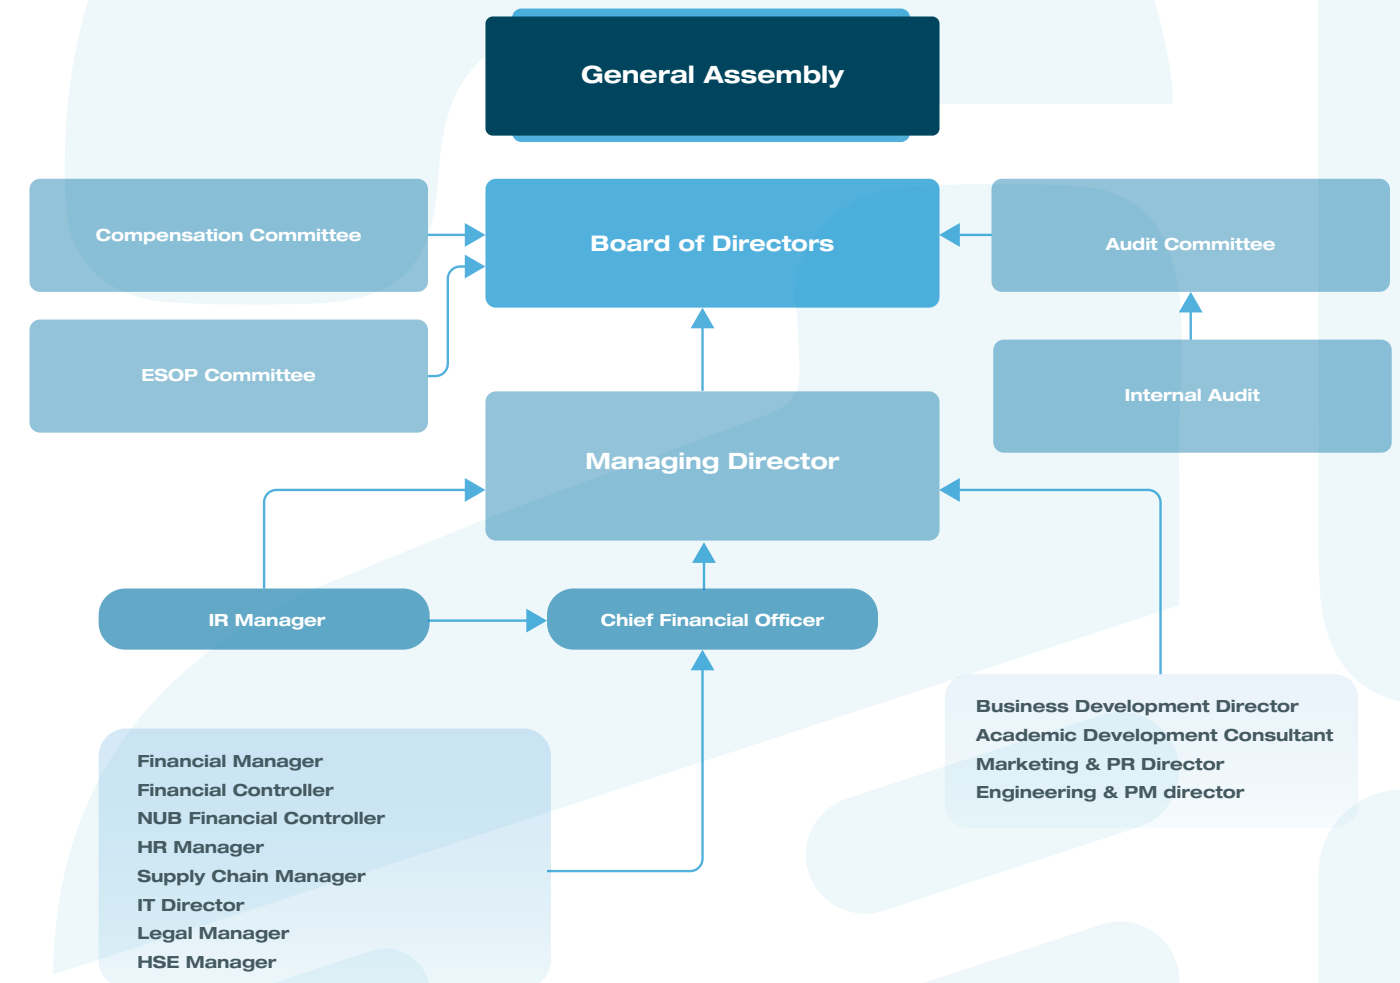 General Assembly
Compensation Committee
Board of Directors
Audit Committee
ESOP Committee
Internal Audit
Managing Director
IR Manager
Chief Financial Officer
Business Development Director
Academic Development Consultant
Marketing & PR Director
Engineering & PM director
Financial Manager
Financial Controller
NUB Financial Controller
HR Manager
Supply Chain Manager
IT Director
Legal Manager
HSE Manager